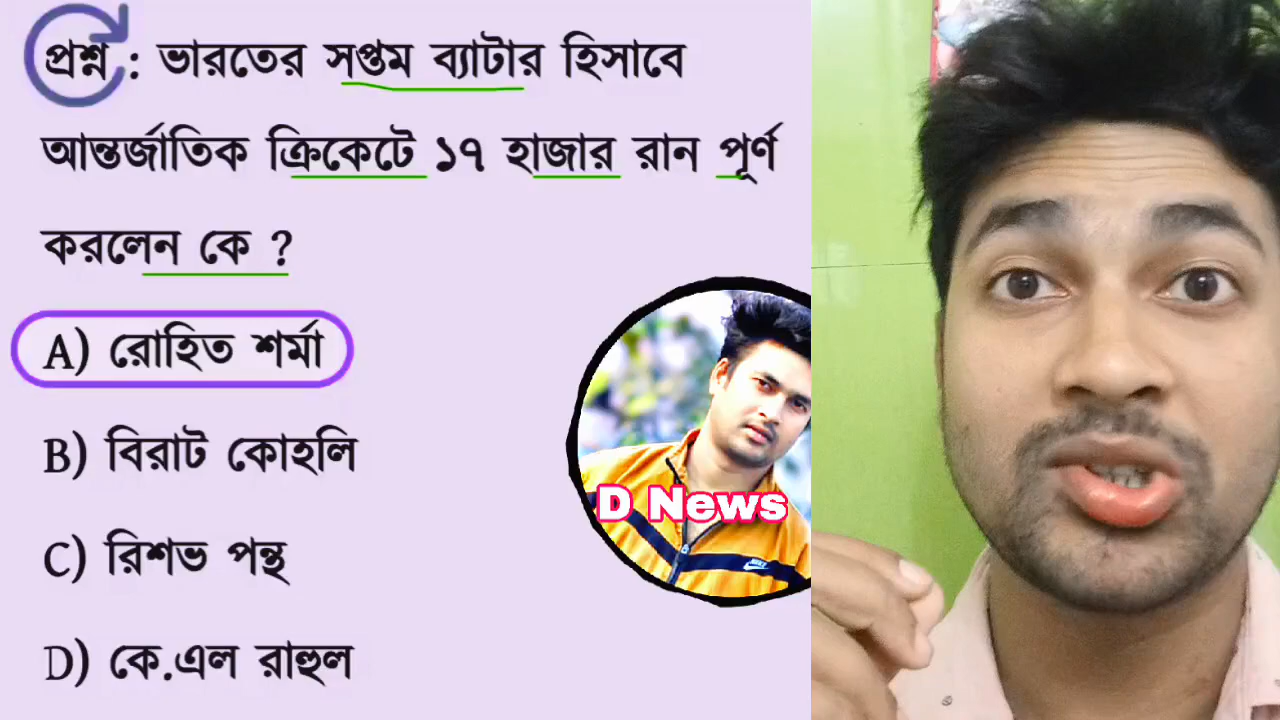 প্রশ্ন : ভারতের সপ্তম ব্যাটার হিসাবে
আন্তর্জাতিক ক্রিকেটে ১৭ হাজার রান পূর্ণ
করলেন কে ?
A) রোহিত শর্মা
B) বিরাট কোহলি
C) রিশভ পন্থ
D) কে.এল রাহুল
D News